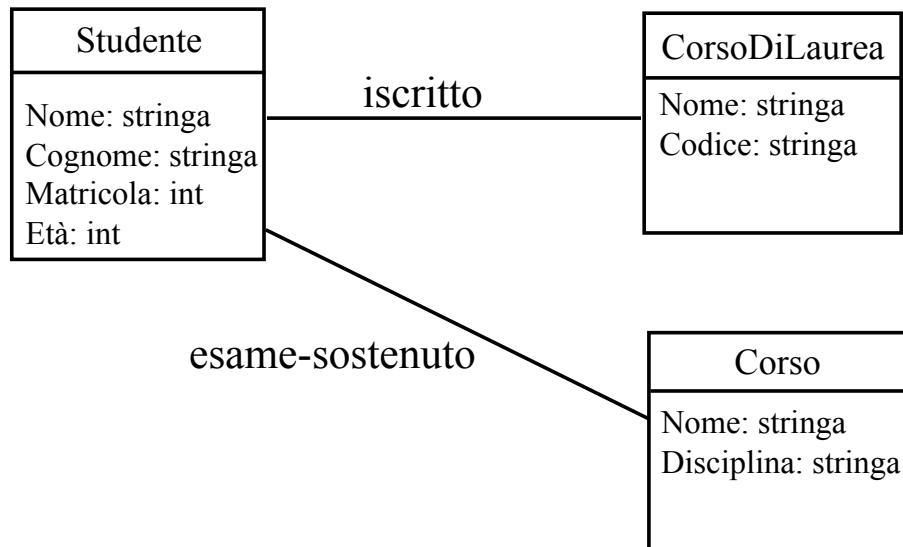 Studente
Nome: stringa
Cognome: stringa
Matricola: int
Età: int
iscritto
CorsoDiLaurea
Nome: stringa
Codice: stringa
esame-sostenuto
Corso
Nome: stringa
Disciplina: stringa